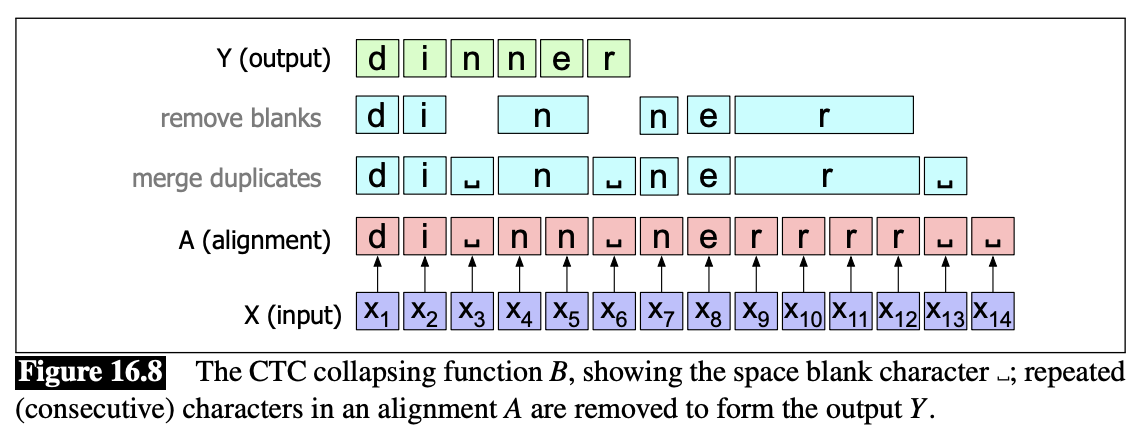 Y (output) d i n n e r
remove blanks d i n n e r
merge duplicates d i ␣ n ␣ n e r ␣
A (alignment) d i ␣ n n ␣ n e r r r r ␣ ␣
X (input) x1 x2 x3 x4 x5 x6 x7 x8 x9 x10 x11 x12 x13 x14
Figure 16.8 The CTC collapsing function B, showing the space blank character ␣; repeated
(consecutive) characters in an alignment A are removed to form the output Y.